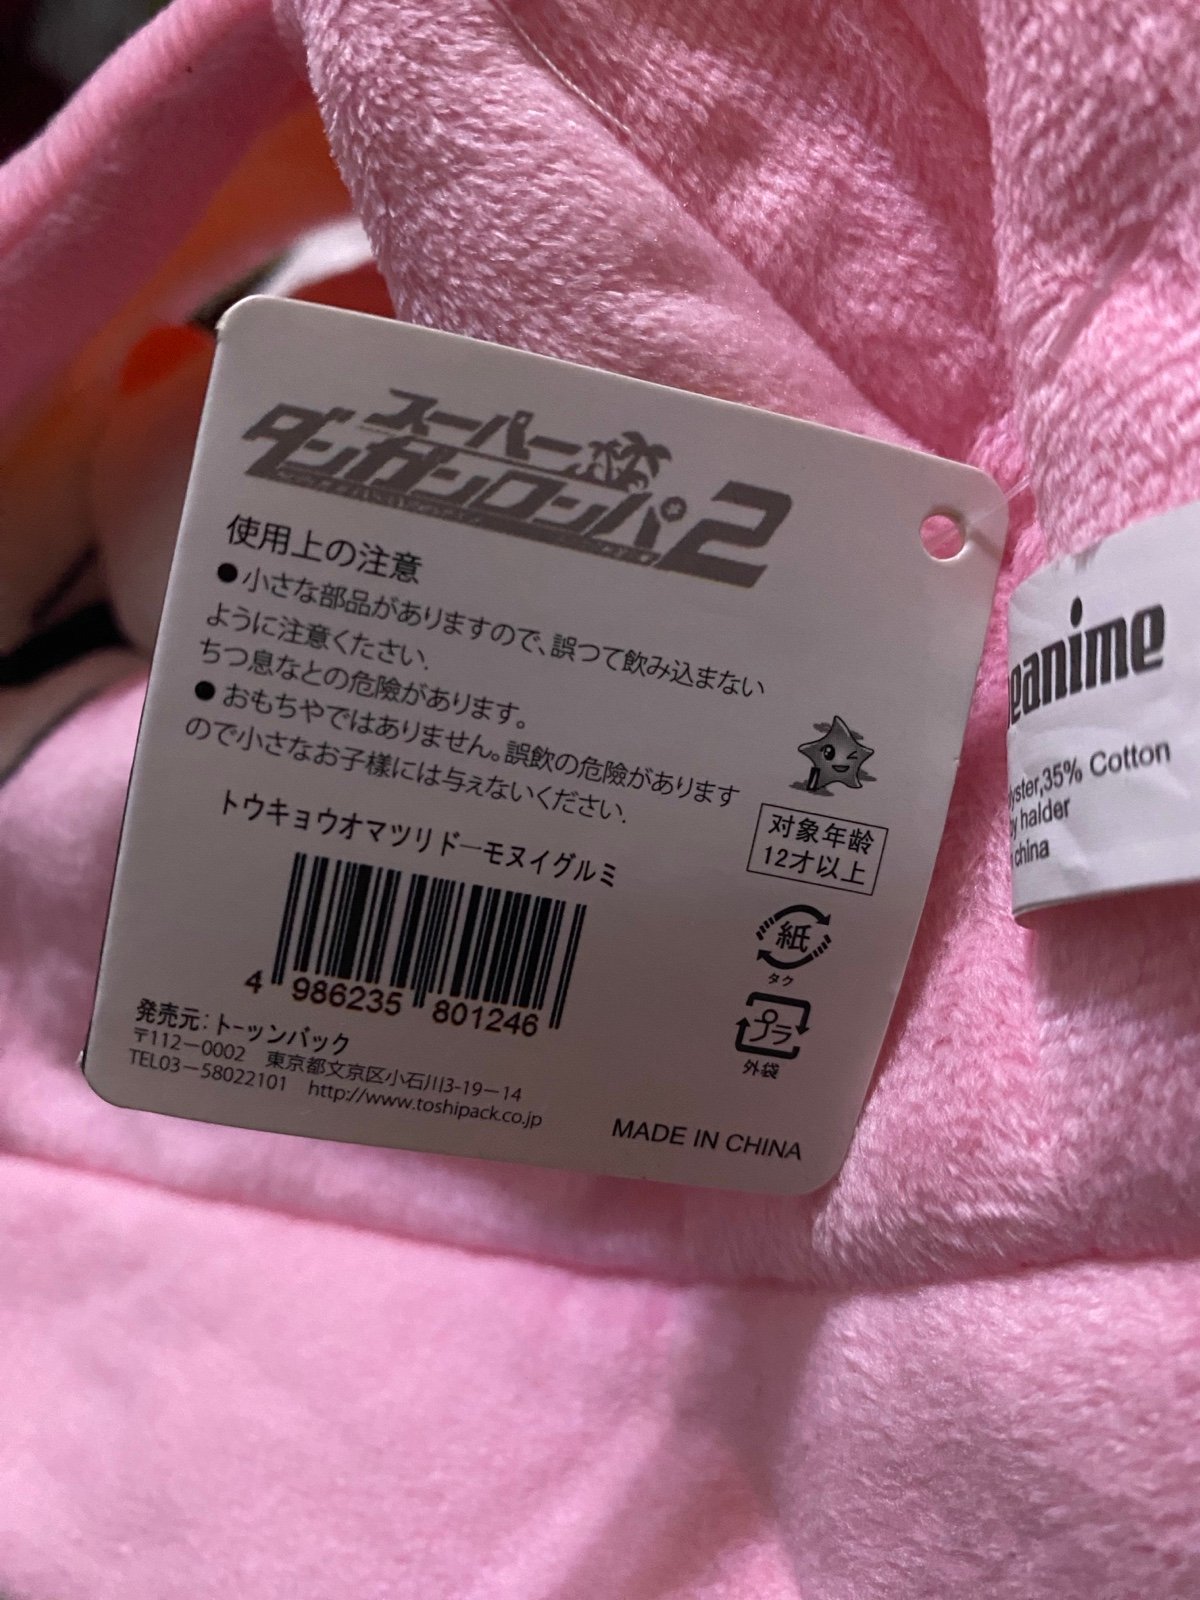 スーパー
ダンガンロンパ2
使用上の注意
●小さな部品がありますので、誤つて飲み込まない
ように注意くたさい.
ちつ息なとの危險があります。
●おもちやではありません。誤飲の危險があります
ので小さなお子様には与えないください.
トウキョウオマツリドーモヌイグルミ
4 986235 801246
対象年齢
12才以上
紙
タク
プラ
外袋
発売元：トーツンバック
〒112－0002 東京都文京区小石川3-19－14
TEL03－58022101 http://www.toshipack.co.jp
MADE IN CHINA
eanime
yster,35% Cotton
y halder
china